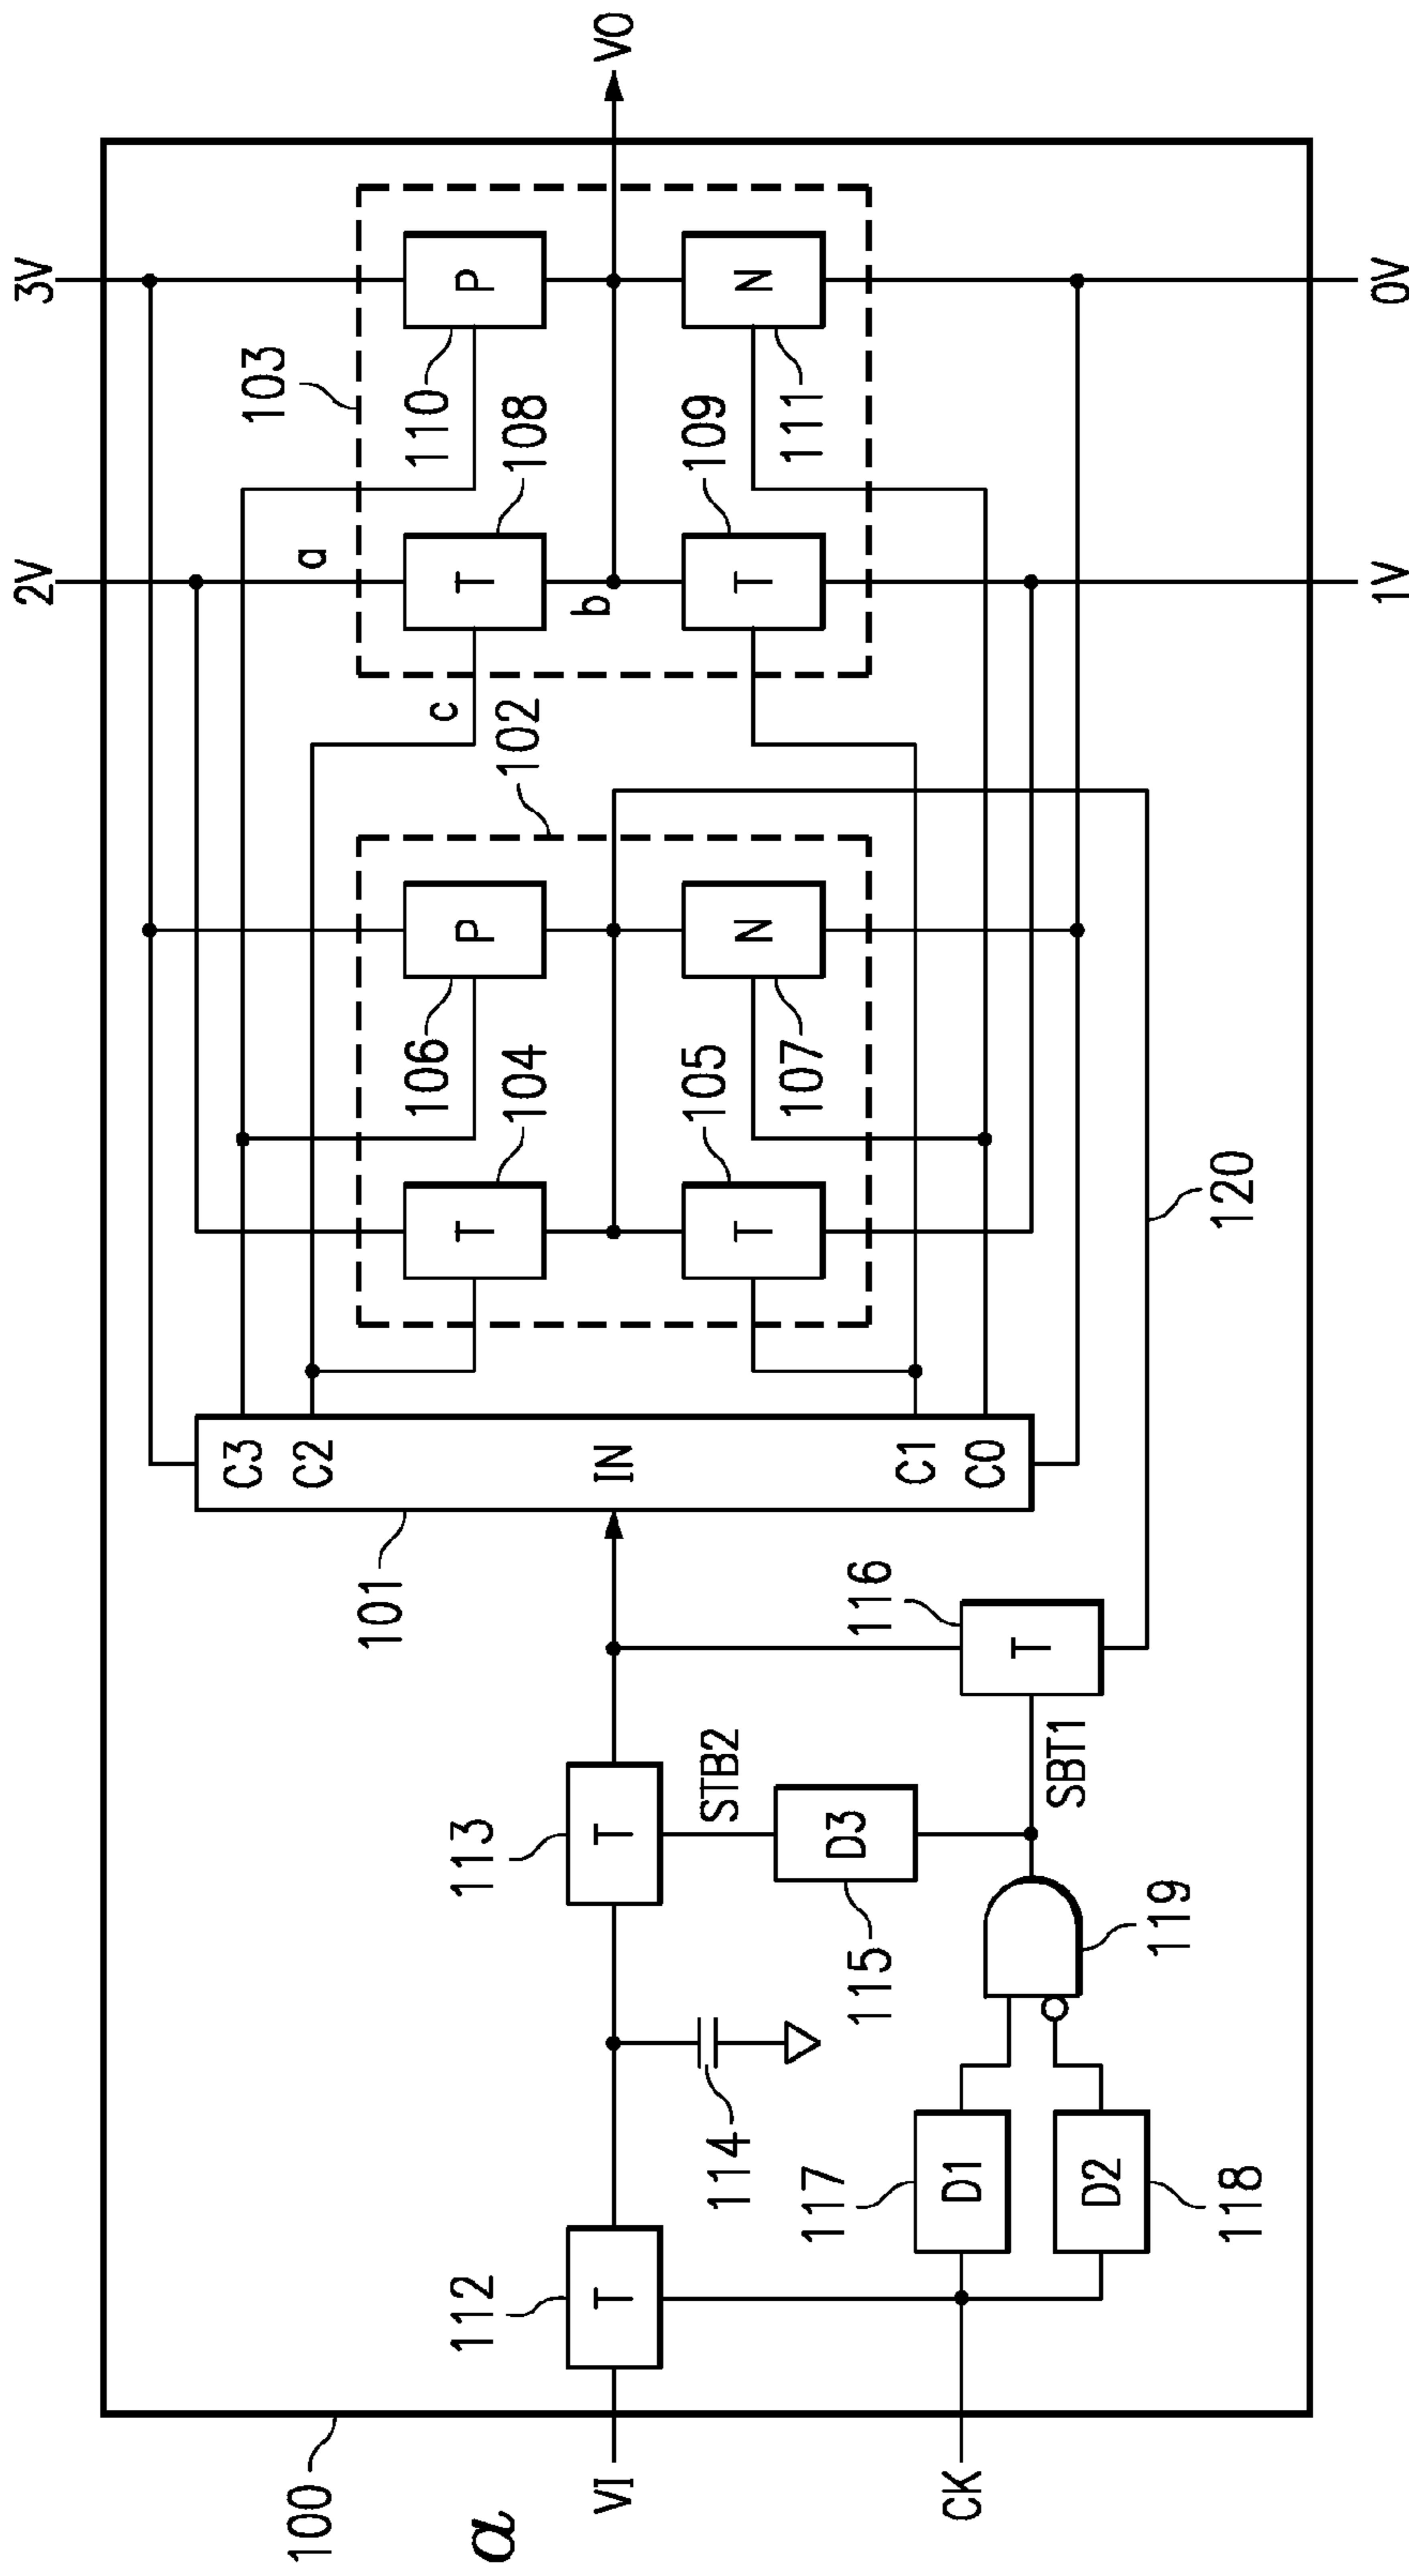 2V
3V
103
a
110
P
T
108
b
VO
109
T
N
111
c
102
106
P
104
T
105
T
N
107
1V
0V
C3
C2
IN
C1
C0
101
120
116
T
113
T
STB2
D3
115
SBT1
119
114
112
T
117
D1
D2
118
100
VI
CK
a